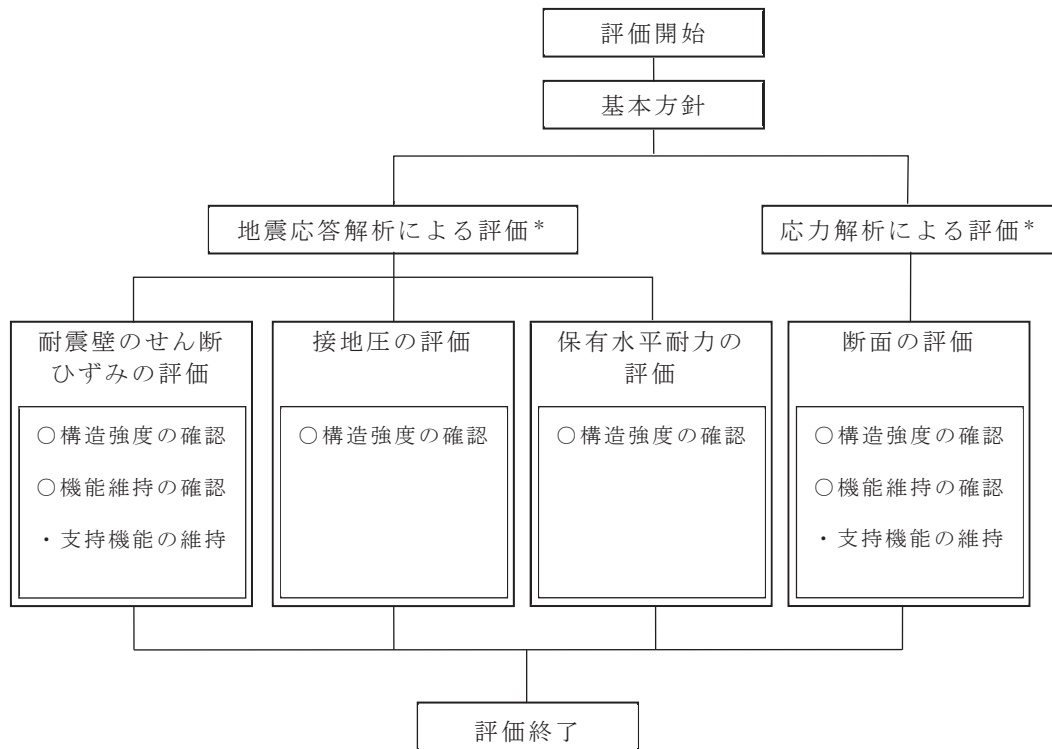 評価開始
基本方針
地震応答解析による評価*
応力解析による評価*
耐震壁のせん断
ひずみの評価
○構造強度の確認
○機能維持の確認
・支持機能の維持
接地圧の評価
○構造強度の確認
保有水平耐力の
評価
○構造強度の確認
断面の評価
○構造強度の確認
○機能維持の確認
・支持機能の維持
評価終了